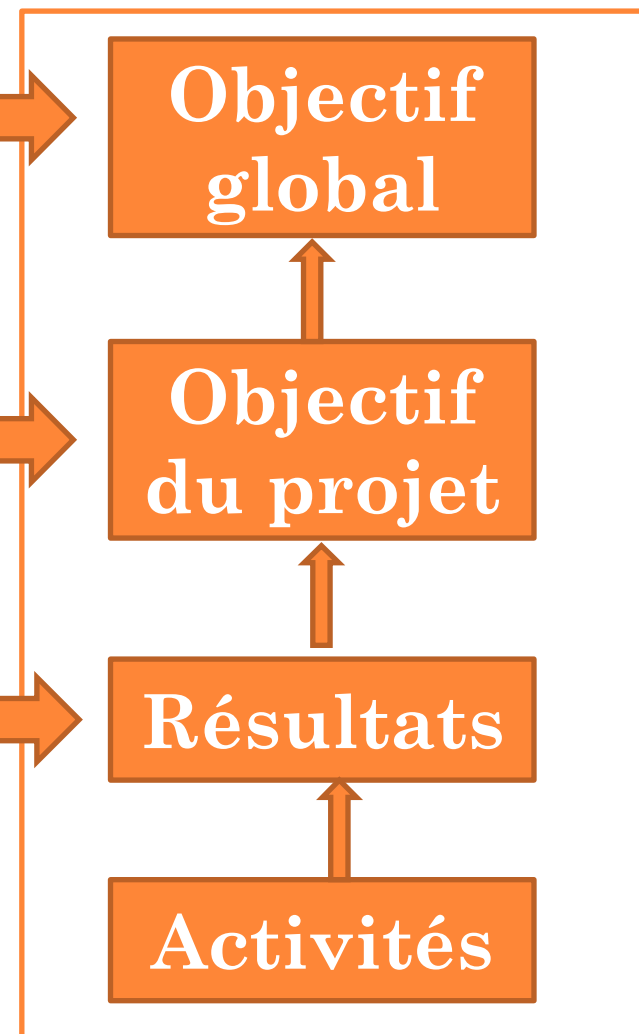 Objectif
global
Objectif
du projet
Résultats
Activités